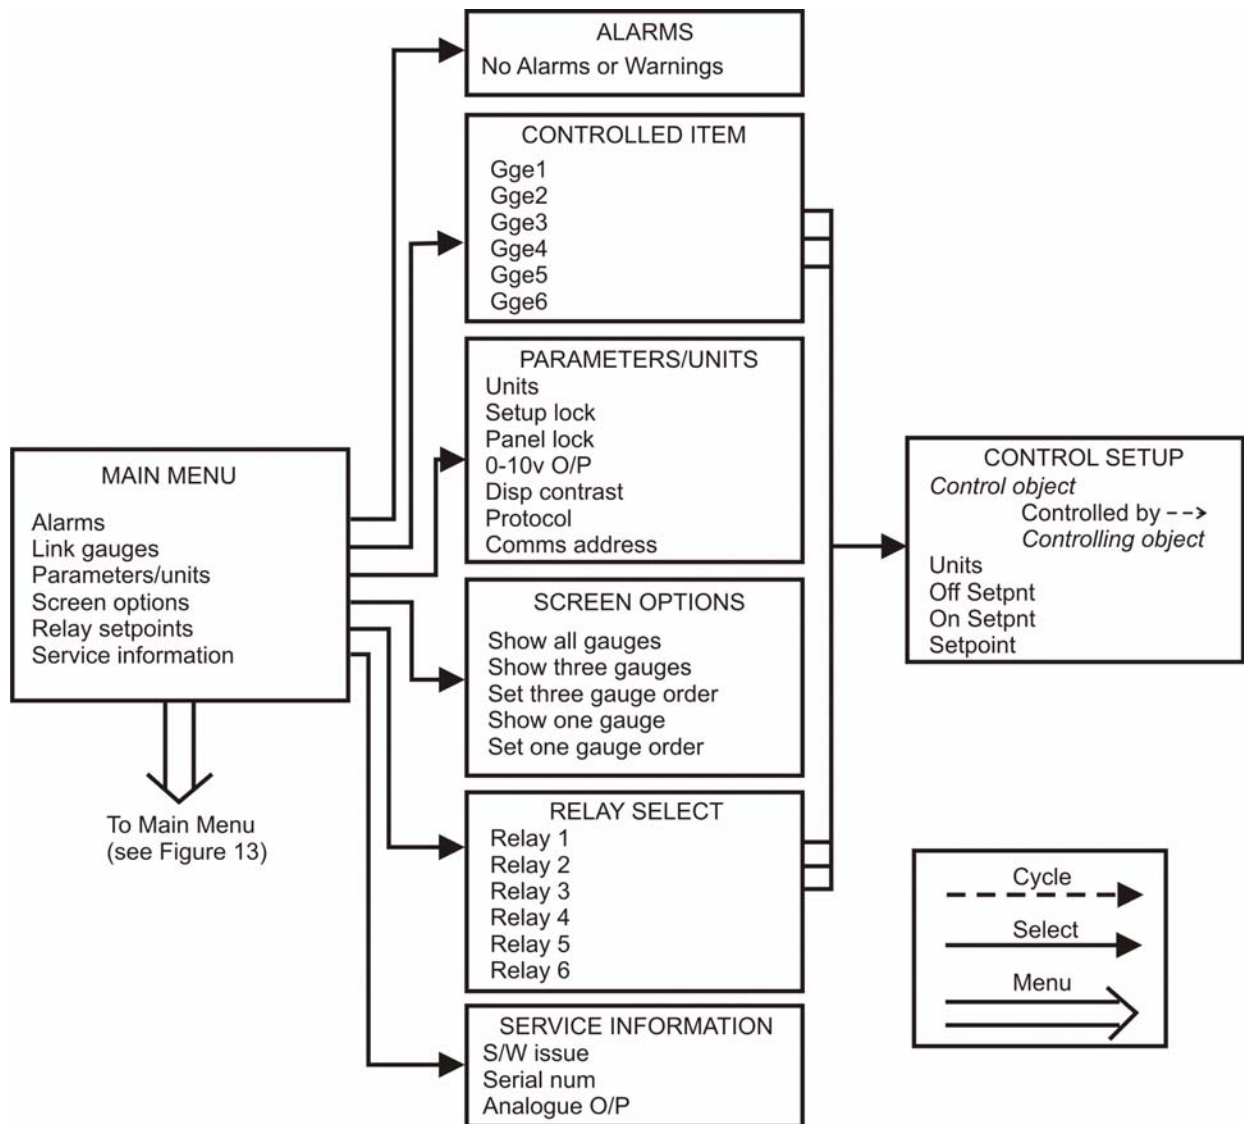 ALARMS
No Alarms or Warnings
CONTROLLED ITEM
Gge1
Gge2
Gge3
Gge4
Gge5
Gge6
PARAMETERS/UNITS
Units
Setup lock
Panel lock
0-10v O/P
Disp contrast
Protocol
Comms address
MAIN MENU
Alarms
Link gauges
Parameters/units
Screen options
Relay setpoints
Service information
To Main Menu
(see Figure 13)
SCREEN OPTIONS
Show all gauges
Show three gauges
Set three gauge order
Show one gauge
Set one gauge order
RELAY SELECT
Relay 1
Relay 2
Relay 3
Relay 4
Relay 5
Relay 6
SERVICE INFORMATION
S/W issue
Serial num
Analogue O/P
CONTROL SETUP
Control object
Controlled by
Controlling object
Units
Off Setpnt
On Setpnt
Setpoint
Cycle
Select
Menu